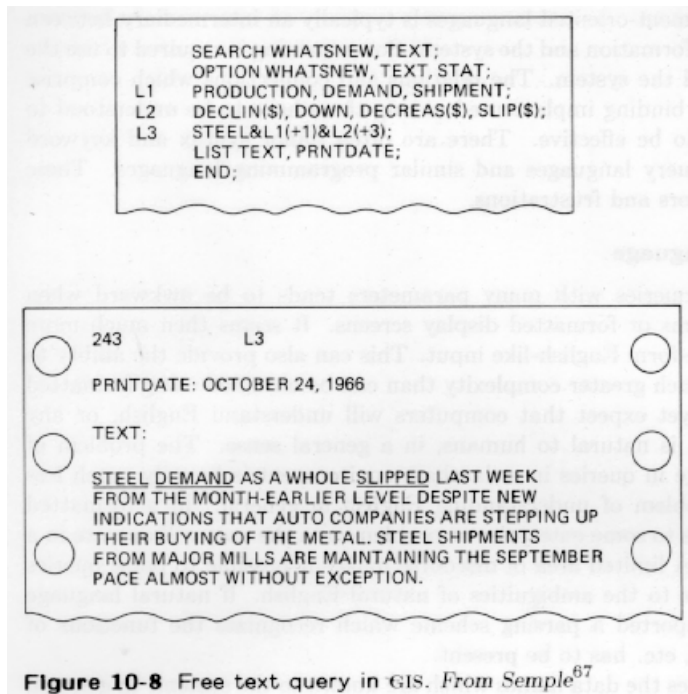 SEARCH WHATSNEW, TEXT;
OPTION WHATSNEW, TEXT, STAT;
L1 PRODUCTION, DEMAND, SHIPMENT;
L2 DECLIN($), DOWN, DECREAS($), SLIP($);
L3 STEEL&L1(+1)&L2(+3);
LIST TEXT, PRNTDATE;
END;
243 L3
PRNTDATE: OCTOBER 24, 1966
TEXT:
STEEL DEMAND AS A WHOLE SLIPPED LAST WEEK
FROM THE MONTH-EARLIER LEVEL DESPITE NEW
INDICATIONS THAT AUTO COMPANIES ARE STEPPING UP
THEIR BUYING OF THE METAL. STEEL SHIPMENTS
FROM MAJOR MILLS ARE MAINTAINING THE SEPTEMBER
PACE ALMOST WITHOUT EXCEPTION.
Figure 10-8 Free text query in GIS. From Semple67